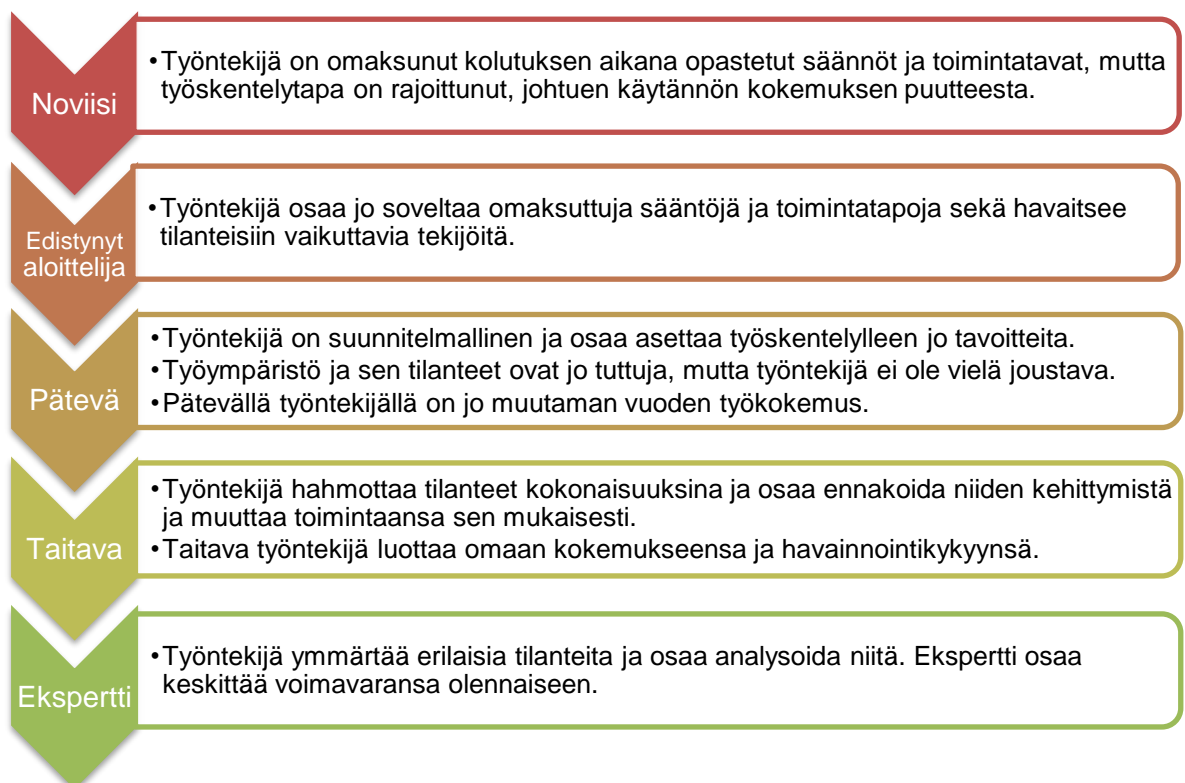 Noviisi
•Työntekijä on omaksunut kolutuksen aikana opastetut säännöt ja toimintatavat, mutta
työskentelytapa on rajoittunut, johtuen käytännön kokemuksen puutteesta.
Edistynyt
aloittelija
•Työntekijä osaa jo soveltaa omaksuttuja sääntöjä ja toimintatapoja sekä havaitsee
tilanteisiin vaikuttavia tekijöitä.
Pätevä
•Työntekijä on suunnitelmallinen ja osaa asettaa työskentelylleen jo tavoitteita.
•Työympäristö ja sen tilanteet ovat jo tuttuja, mutta työntekijä ei ole vielä joustava.
•Pätevällä työntekijällä on jo muutaman vuoden työkokemus.
Taitava
•Työntekijä hahmottaa tilanteet kokonaisuuksina ja osaa ennakoida niiden kehittymistä
ja muuttaa toimintaansa sen mukaisesti.
•Taitava työntekijä luottaa omaan kokemukseensa ja havainnointikykyynsä.
Ekspertti
•Työntekijä ymmärtää erilaisia tilanteita ja osaa analysoida niitä. Ekspertti osaa
keskittää voimavaransa olennaiseen.